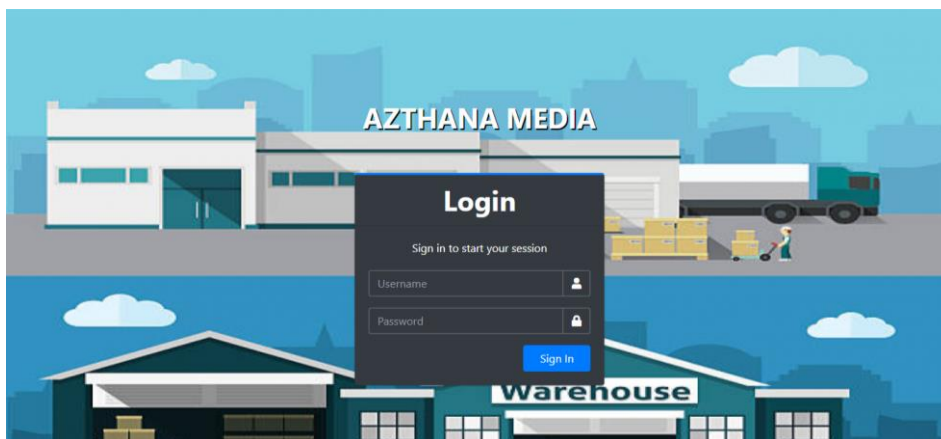 AZTHANA MEDIA
Login
Sign in to start your session
Username
Password
Sign In
Warehouse